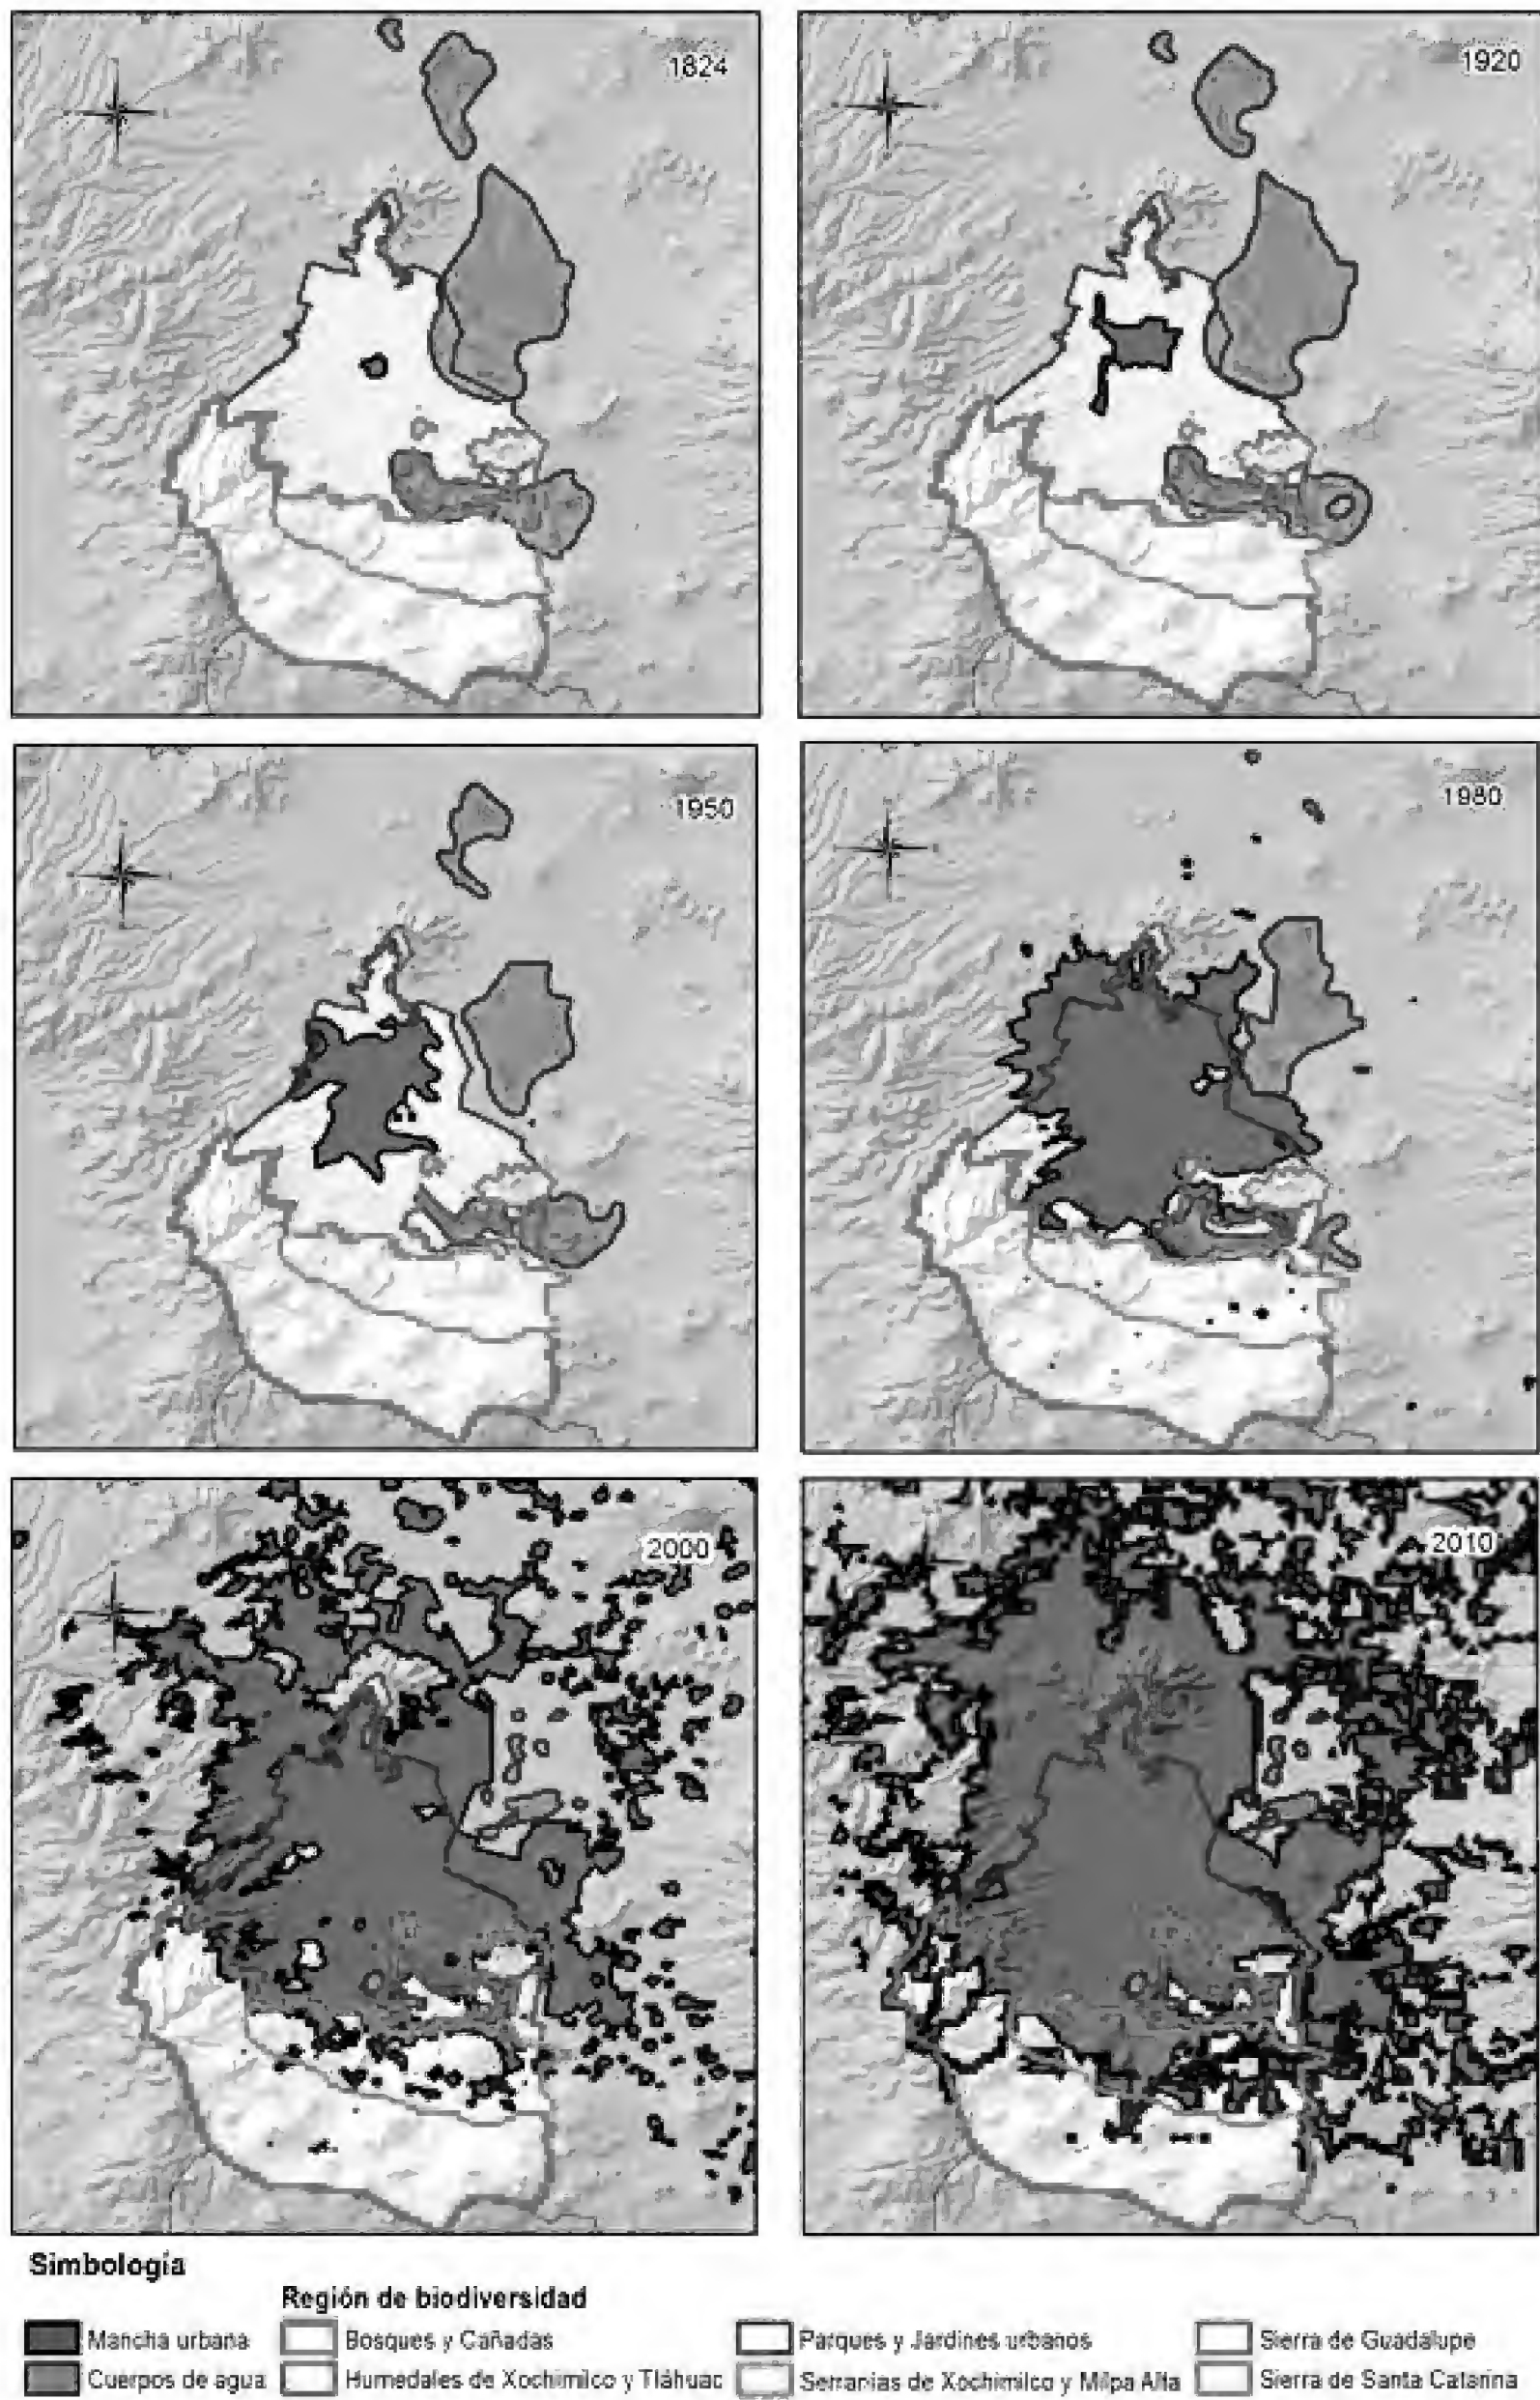 1824
1920
1950
1980
2000
2010
Simbología
Región de biodiversidad
Mancha urbana
Bosques y Cañadas
Parques y Jardines urbanos
Sierra de Guadalupe
Cuerpos de agua
Humedales de Xochimilco y Tláhuac
Serranías de Xochimilco y Milpa Alta
Sierra de Santa Catarina